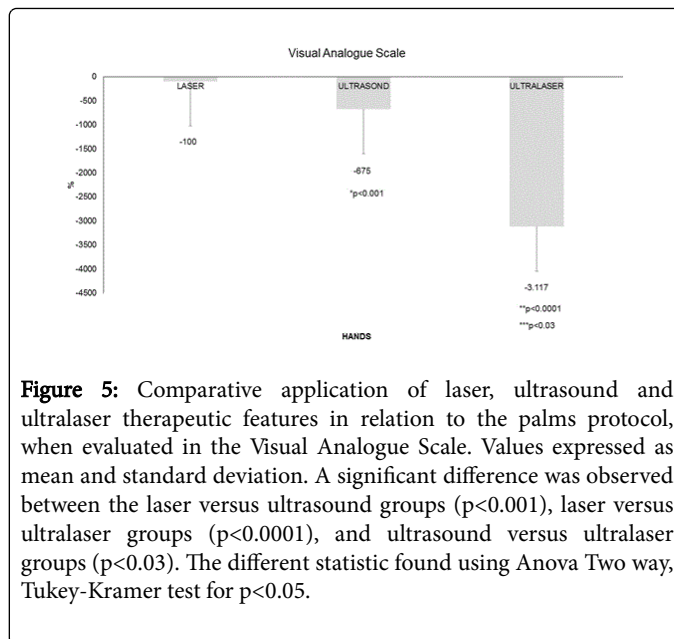 Visual Analogue Scale
0
-500
-1000
-1500
-2000
-2500
-3000
-3500
-4000
-4500
%
LASER ULTRASOND ULTRALASER
-100
-675
*p<0.001
-3.117
**p<0.0001
***p<0.03
HANDS
Figure 5: Comparative application of laser, ultrasound and
ultralaser therapeutic features in relation to the palms protocol,
when evaluated in the Visual Analogue Scale. Values expressed as
mean and standard deviation. A significant difference was observed
between the laser versus ultrasound groups (p<0.001), laser versus
ultralaser groups (p<0.0001), and ultrasound versus ultralaser
groups (p<0.03). The different statistic found using Anova Two way,
Tukey-Kramer test for p<0.05.